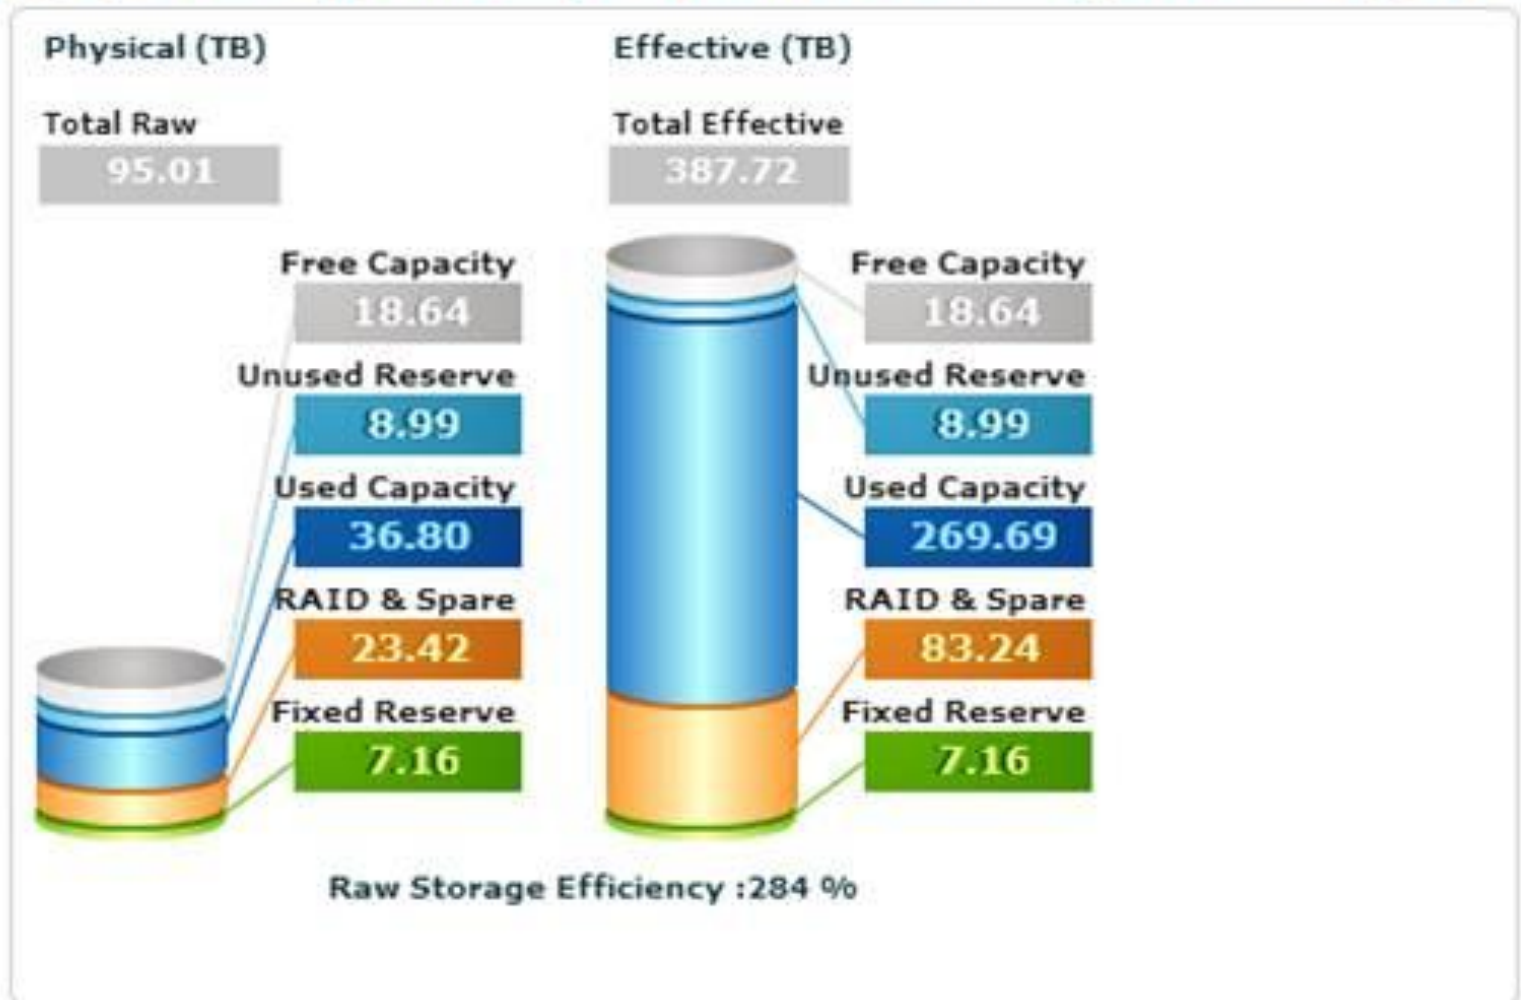 Physical (TB)
Total Raw
95.01
Free Capacity
18.64
Unused Reserve
8.99
Used Capacity
36.80
RAID & Spare
23.42
Fixed Reserve
7.16
Effective (TB)
Total Effective
387.72
Free Capacity
18.64
Unused Reserve
8.99
Used Capacity
269.69
RAID & Spare
83.24
Fixed Reserve
7.16
Raw Storage Efficiency :284 %